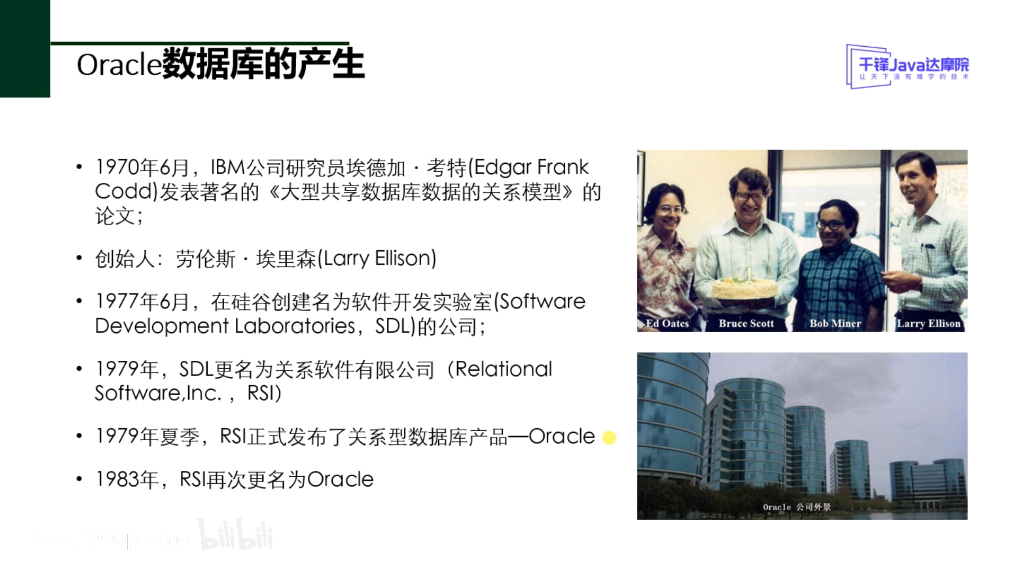 Oracle数据库的产生
千锋Java达摩院
让天下没有难学的技术
• 1970年6月，IBM公司研究员埃德加·考特(Edgar Frank
Codd)发表著名的《大型共享数据库数据的关系模型》的
论文；
• 创始人：劳伦斯·埃里森(Larry Ellison)
• 1977年6月，在硅谷创建名为软件开发实验室(Software
Development Laboratories，SDL)的公司；
• 1979年，SDL更名为关系软件有限公司（Relational
Software,Inc.，RSI）
• 1979年夏季，RSI正式发布了关系型数据库产品—Oracle
• 1983年，RSI再次更名为Oracle
Ed Oates Bruce Scott Bob Miner Larry Ellison
Oracle 公司外景
bilibili